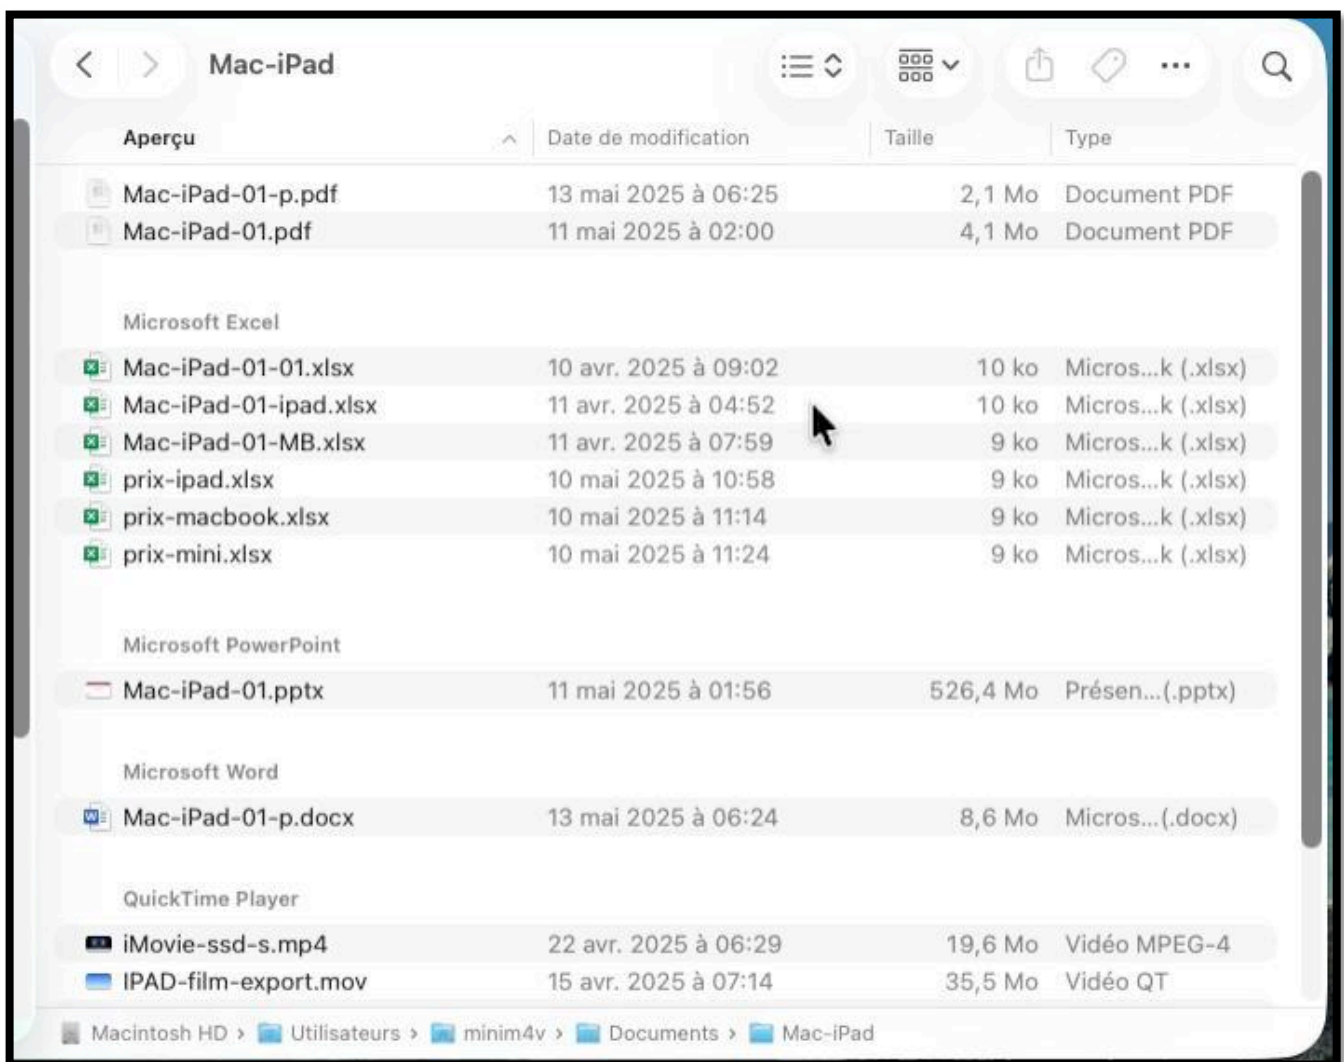 Mac-iPad
Aperçu Date de modification Taille Type
Mac-iPad-01-p.pdf 13 mai 2025 à 06:25 2,1 Mo Document PDF
Mac-iPad-01.pdf 11 mai 2025 à 02:00 4,1 Mo Document PDF
Microsoft Excel
Mac-iPad-01-01.xlsx 10 avr. 2025 à 09:02 10 ko Micros...k (.xlsx)
Mac-iPad-01-ipad.xlsx 11 avr. 2025 à 04:52 10 ko Micros...k (.xlsx)
Mac-iPad-01-MB.xlsx 11 avr. 2025 à 07:59 9 ko Micros...k (.xlsx)
prix-ipad.xlsx 10 mai 2025 à 10:58 9 ko Micros...k (.xlsx)
prix-macbook.xlsx 10 mai 2025 à 11:14 9 ko Micros...k (.xlsx)
prix-mini.xlsx 10 mai 2025 à 11:24 9 ko Micros...k (.xlsx)
Microsoft PowerPoint
Mac-iPad-01.pptx 11 mai 2025 à 01:56 526,4 Mo Présen...(.pptx)
Microsoft Word
Mac-iPad-01-p.docx 13 mai 2025 à 06:24 8,6 Mo Micros...(.docx)
QuickTime Player
iMovie-ssd-s.mp4 22 avr. 2025 à 06:29 19,6 Mo Vidéo MPEG-4
IPAD-film-export.mov 15 avr. 2025 à 07:14 35,5 Mo Vidéo QT
Macintosh HD › Utilisateurs › minim4v › Documents › Mac-iPad